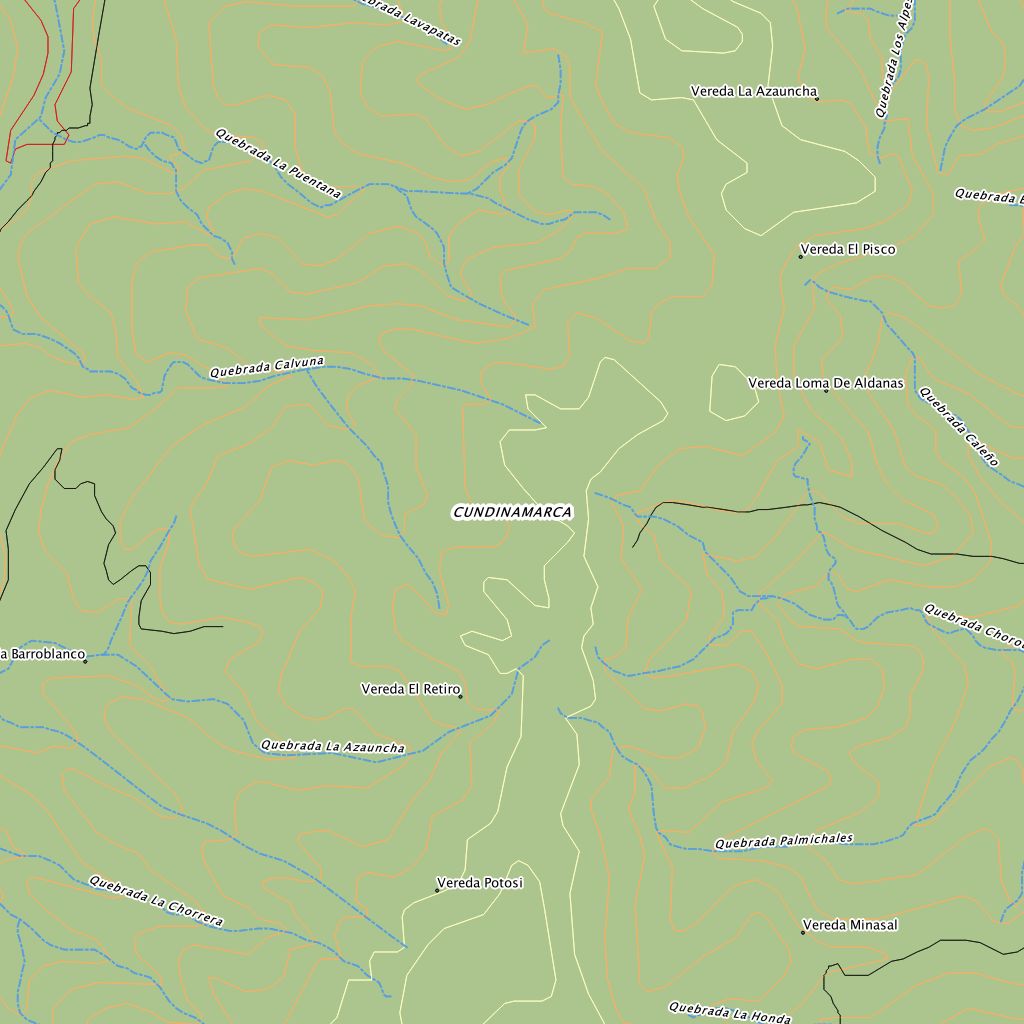 brada Lavapatas
Quebrada Los Alpes
Vereda La Azauncha
Quebrada La Puentana
Quebrada
Vereda El Pisco
Quebrada Calvuna
Vereda Loma De Aldanas
Quebrada Caleño
CUNDINAMARCA
Quebrada Choro
a Barroblanco
Vereda El Retiro
Quebrada La Azauncha
Quebrada Palmichales
Vereda Potosi
Quebrada La Chorrera
Vereda Minasal
Quebrada La Honda